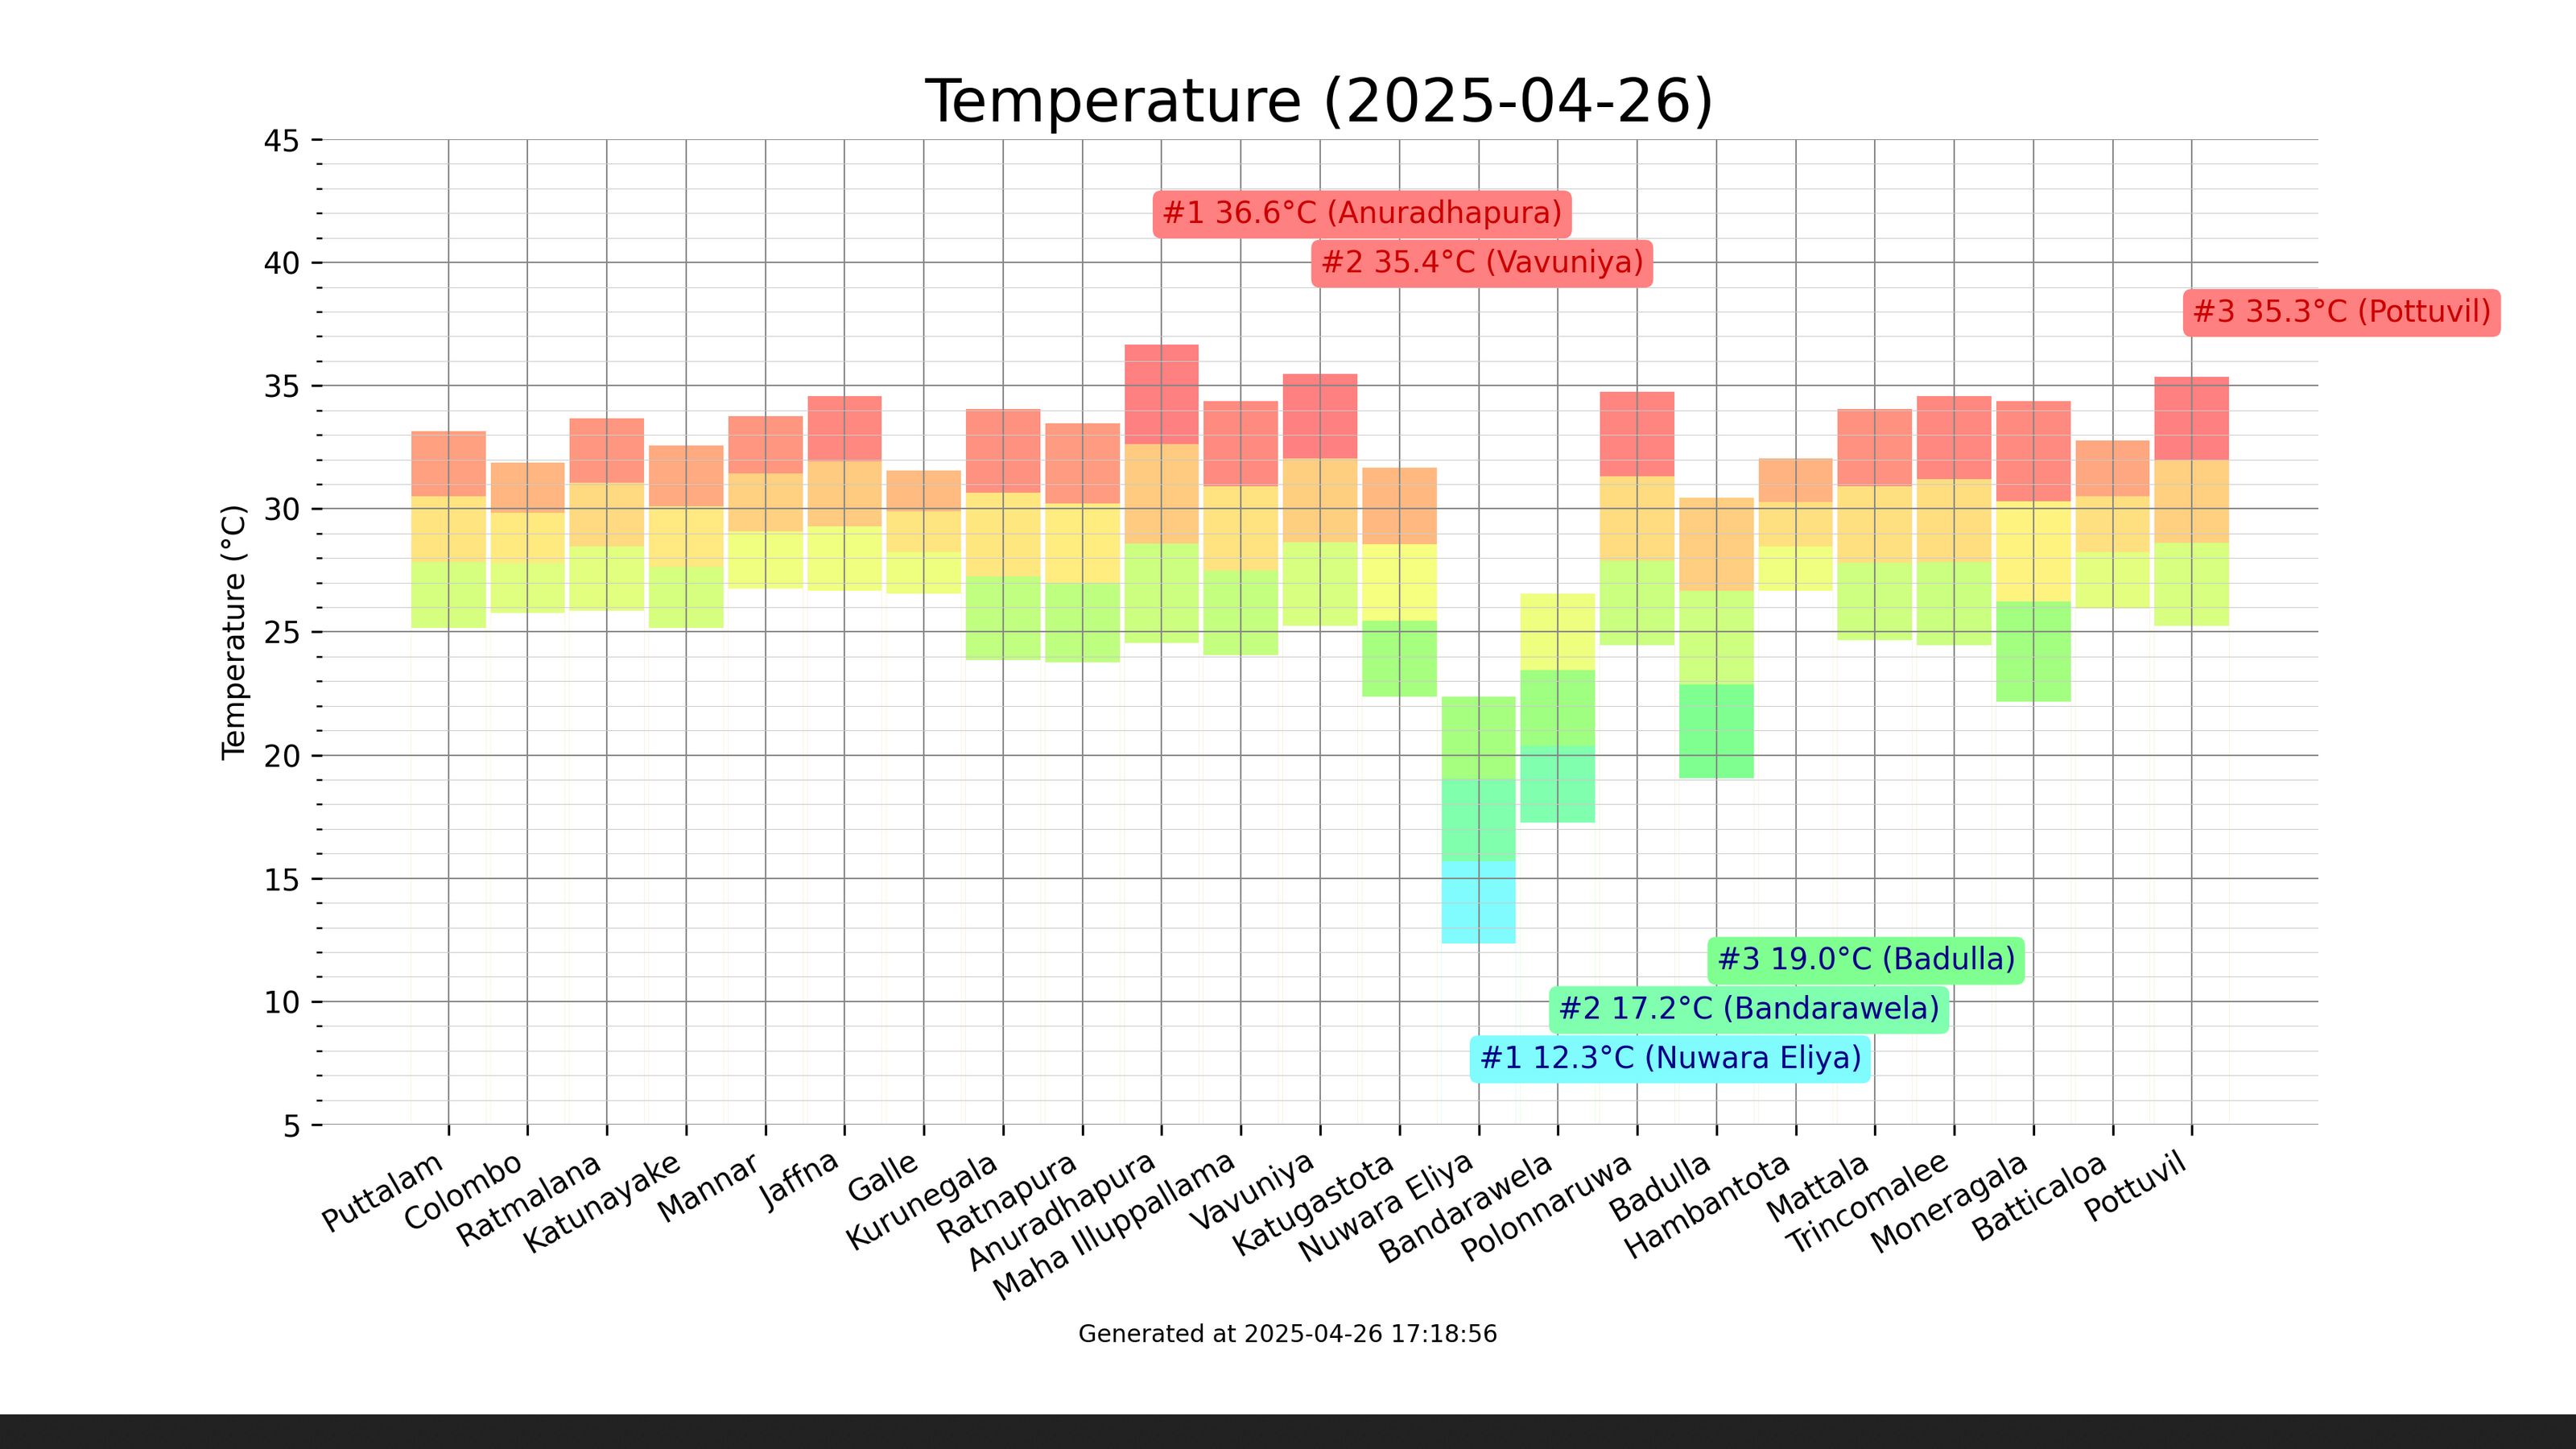 Temperature (2025-04-26)
45
40
35
30
25
20
15
10
5
Temperature (°C)
#1 36.6°C (Anuradhapura)
#2 35.4°C (Vavuniya)
#3 35.3°C (Pottuvil)
#3 19.0°C (Badulla)
#2 17.2°C (Bandarawela)
#1 12.3°C (Nuwara Eliya)
Puttalam
Colombo
Ratmalana
Katunayake
Mannar
Jaffna
Galle
Kurunegala
Ratnapura
Anuradhapura
Maha Illuppallama
Vavuniya
Katugastota
Nuwara Eliya
Bandarawela
Polonnaruwa
Badulla
Hambantota
Mattala
Trincomalee
Moneragala
Batticaloa
Pottuvil
Generated at 2025-04-26 17:18:56